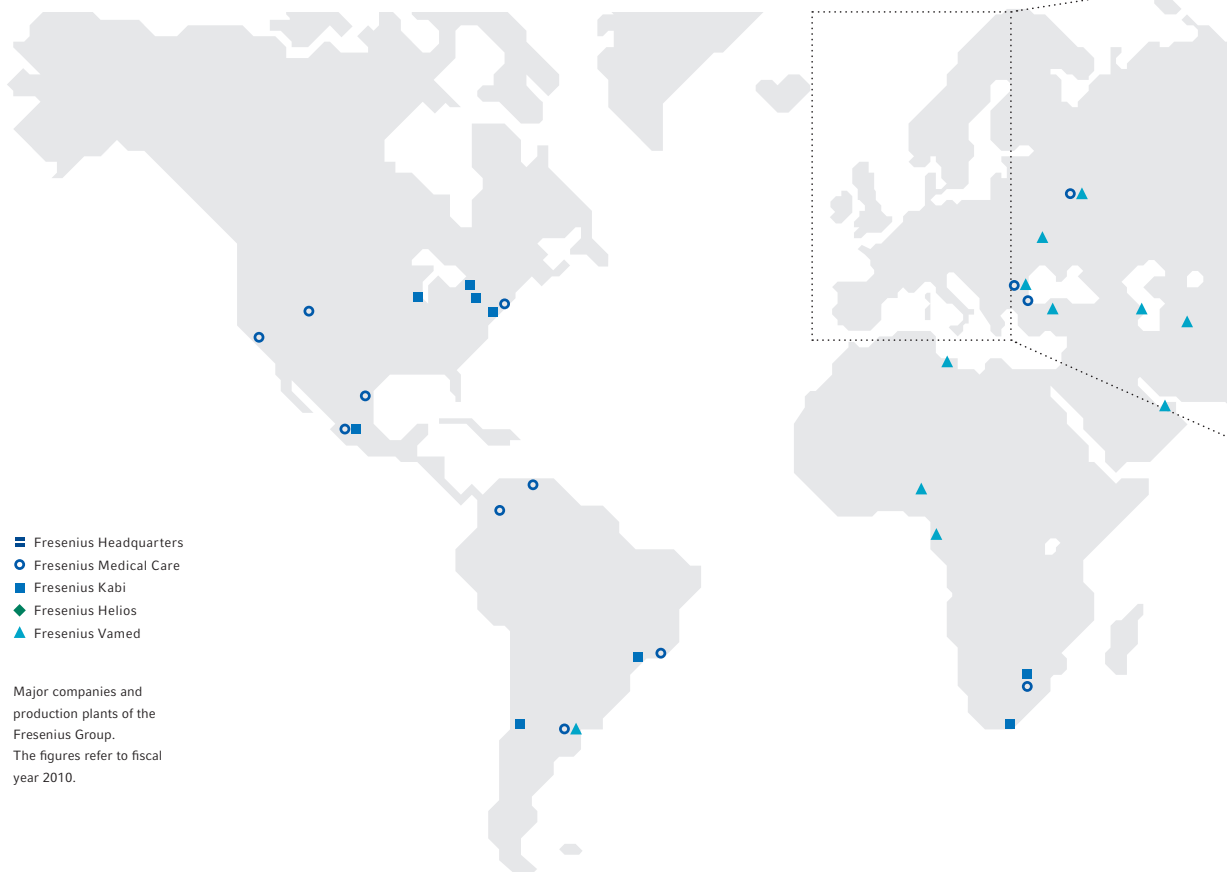 Fresenius Headquarters
Fresenius Medical Care
Fresenius Kabi
Fresenius Helios
Fresenius Vamed
Major companies and
production plants of the
Fresenius Group.
The figures refer to fiscal
year 2010.